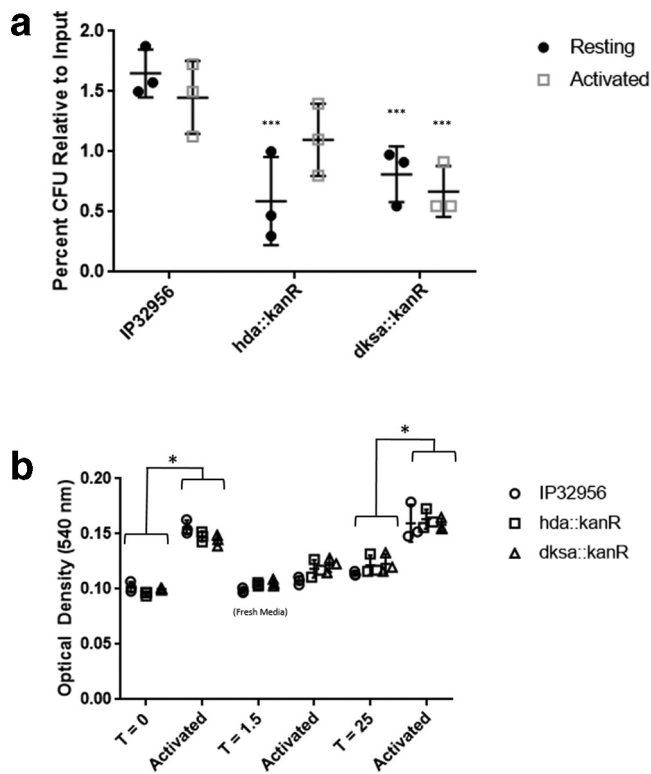 a
Percent CFU Relative to Input
2.0
1.5
1.0
0.5
0.0
***
***
***
IP32956
hda::kanR
dksa::kanR
Resting
Activated
b
Optical Density (540 nm)
0.20
0.15
0.10
0.05
0.00
*
*
(Fresh Media)
T = 0
Activated
T = 1.5
Activated
T = 25
Activated
IP32956
hda::kanR
dksa::kanR